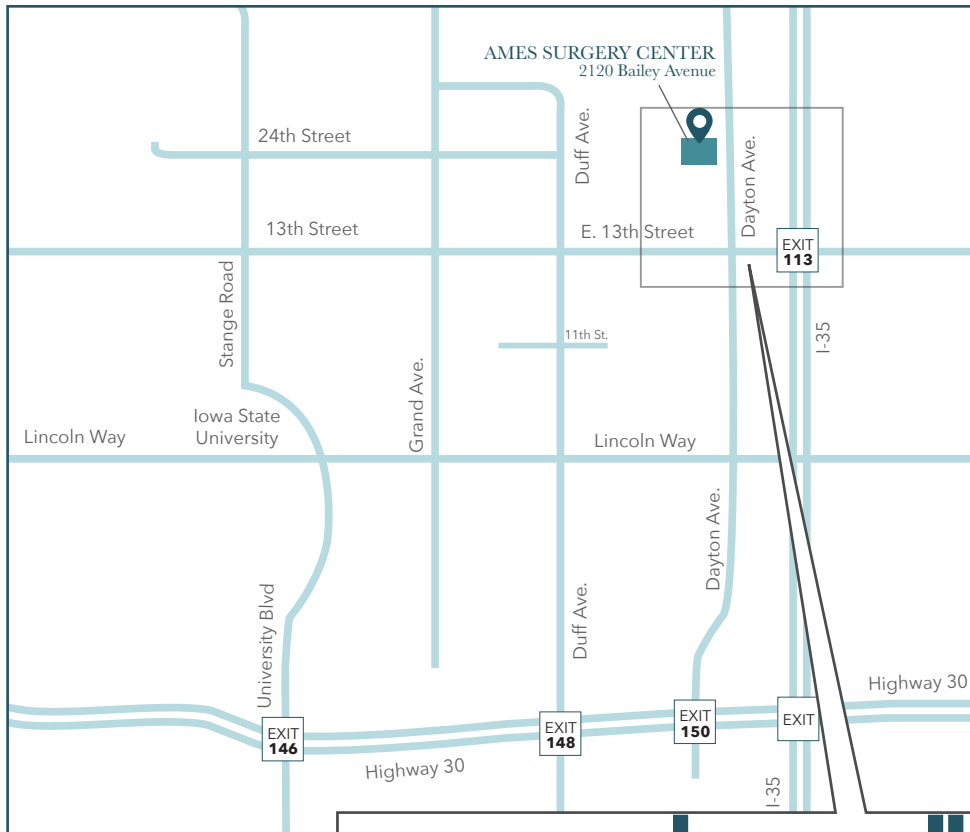 AMES SURGERY CENTER
2120 Bailey Avenue
24th Street
Duff Ave.
Dayton Ave.
13th Street
E. 13th Street
EXIT
113
Stange Road
11th St.
I-35
Grand Ave.
Iowa State
University
Lincoln Way
Lincoln Way
Dayton Ave.
University Blvd
Duff Ave.
Highway 30
EXIT
146
EXIT
148
EXIT
150
EXIT
Highway 30
I-35